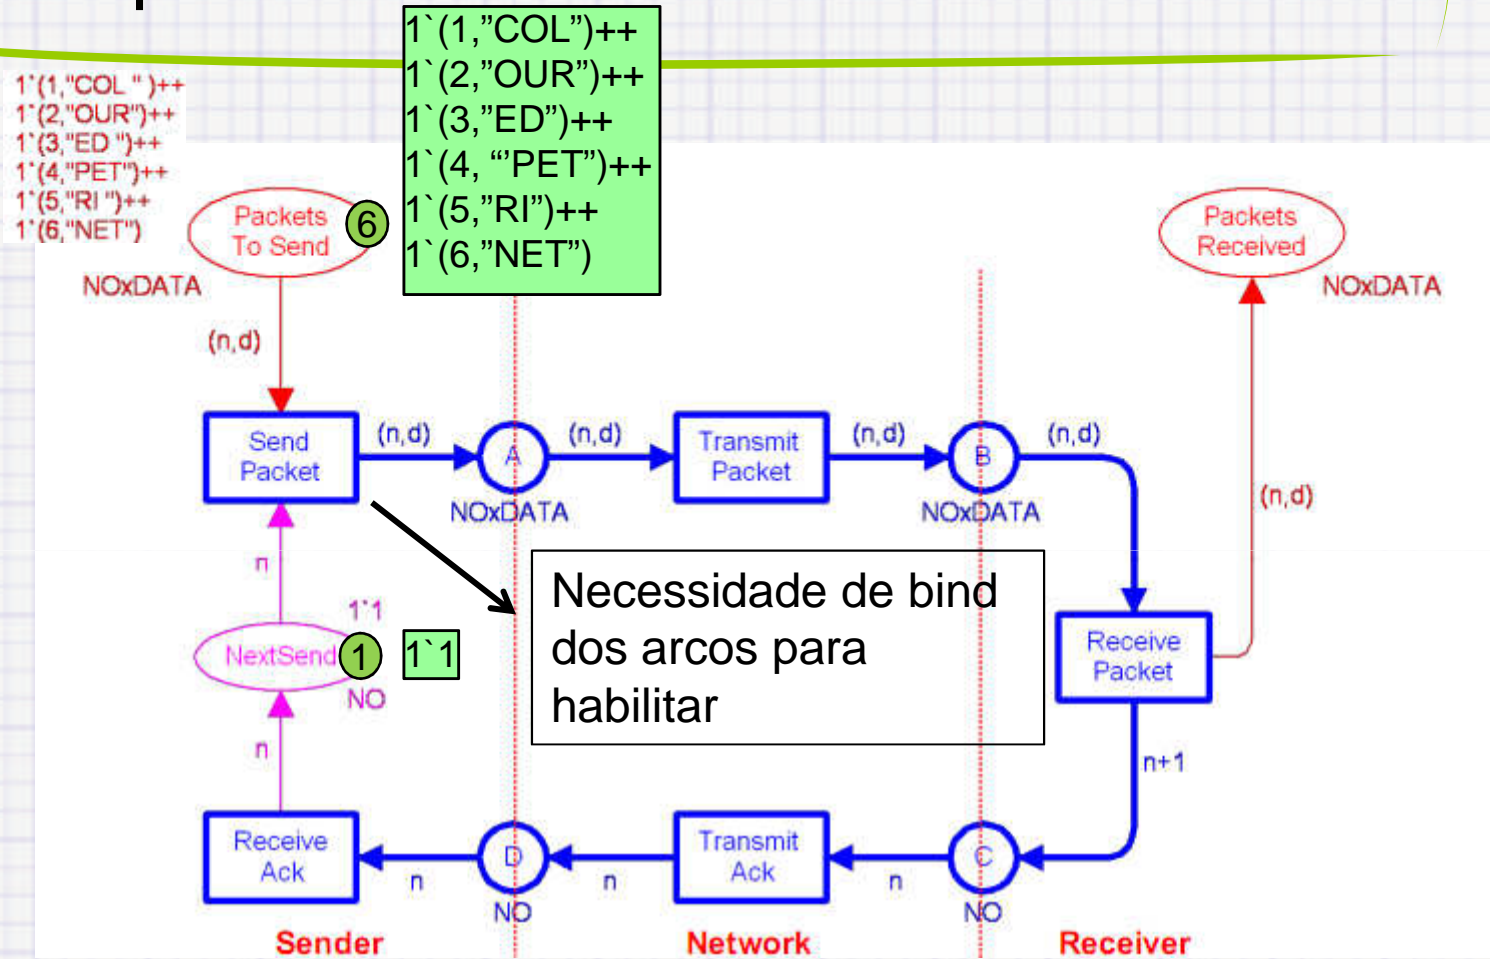 1`(1,"COL " )++
1`(2,"OUR")++
1`(3,"ED ")++
1`(4,"PET")++
1`(5,"RI ")++
1`(6,"NET")
1`(1,”COL”)++
1`(2,”OUR”)++
1`(3,”ED”)++
1`(4, “’PET”)++
1`(5,”RI”)++
1`(6,”NET”)
Packets
To Send
6
NOxDATA
Packets
Received
NOxDATA
(n,d)
Send
Packet
(n,d)
A
NOxDATA
(n,d)
Transmit
Packet
(n,d)
B
NOxDATA
(n,d)
(n,d)
n
1`1
NextSend
1
1`1
NO
Necessidade de bind
dos arcos para
habilitar
Receive
Packet
n
n+1
Receive
Ack
n
D
NO
n
Transmit
Ack
n
C
NO
Sender
Network
Receiver